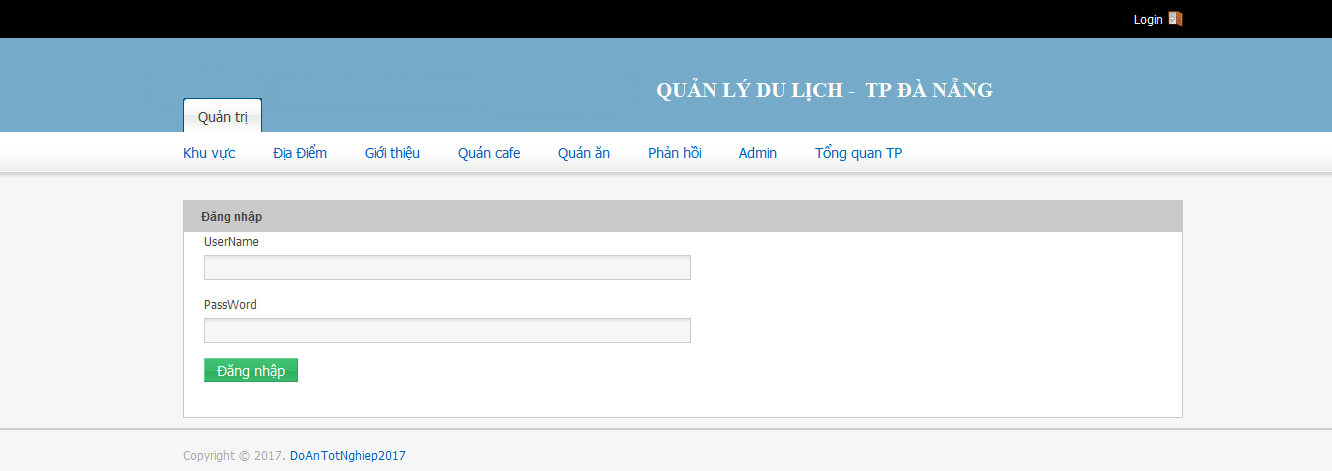 Login
QUẢN LÝ DU LỊCH - TP ĐÀ NẴNG
Quản trị
Khu vực Địa Điểm Giới thiệu Quán cafe Quán ăn Phản hồi Admin Tổng quan TP
Đăng nhập
UserName
PassWord
Đăng nhập
Copyright © 2017. DoAnTotNghiep2017